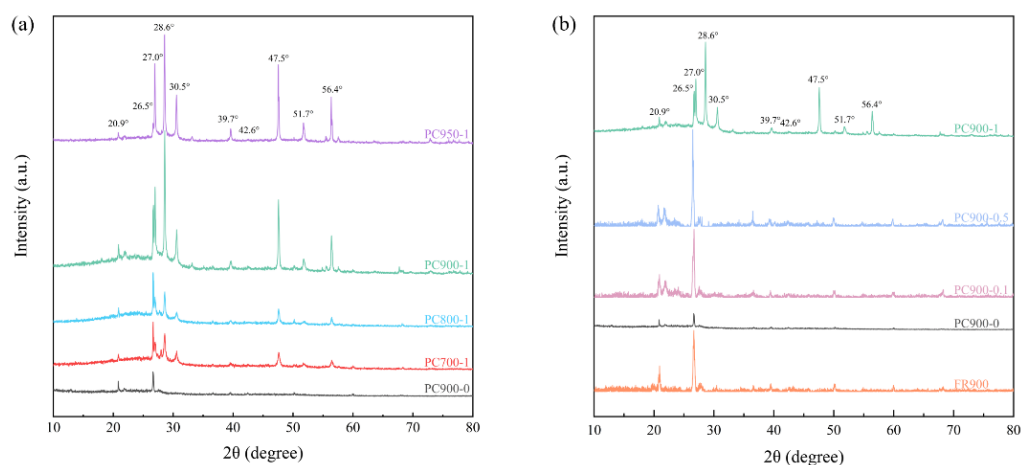 (a)
28.6°
27.0°
47.5°
26.5°
30.5°
56.4°
20.9°
39.7°
42.6°
51.7°
PC950-1
PC900-1
PC800-1
PC700-1
PC900-0
Intensity (a.u.)
10 20 30 40 50 60 70 80
2θ (degree)
(b)
28.6°
27.0°
47.5°
26.5°
30.5°
56.4°
20.9°
39.7°
42.6°
51.7°
PC900-1
PC900-0.5
PC900-0.1
PC900-0
FR900
Intensity (a.u.)
10 20 30 40 50 60 70 80
2θ (degree)